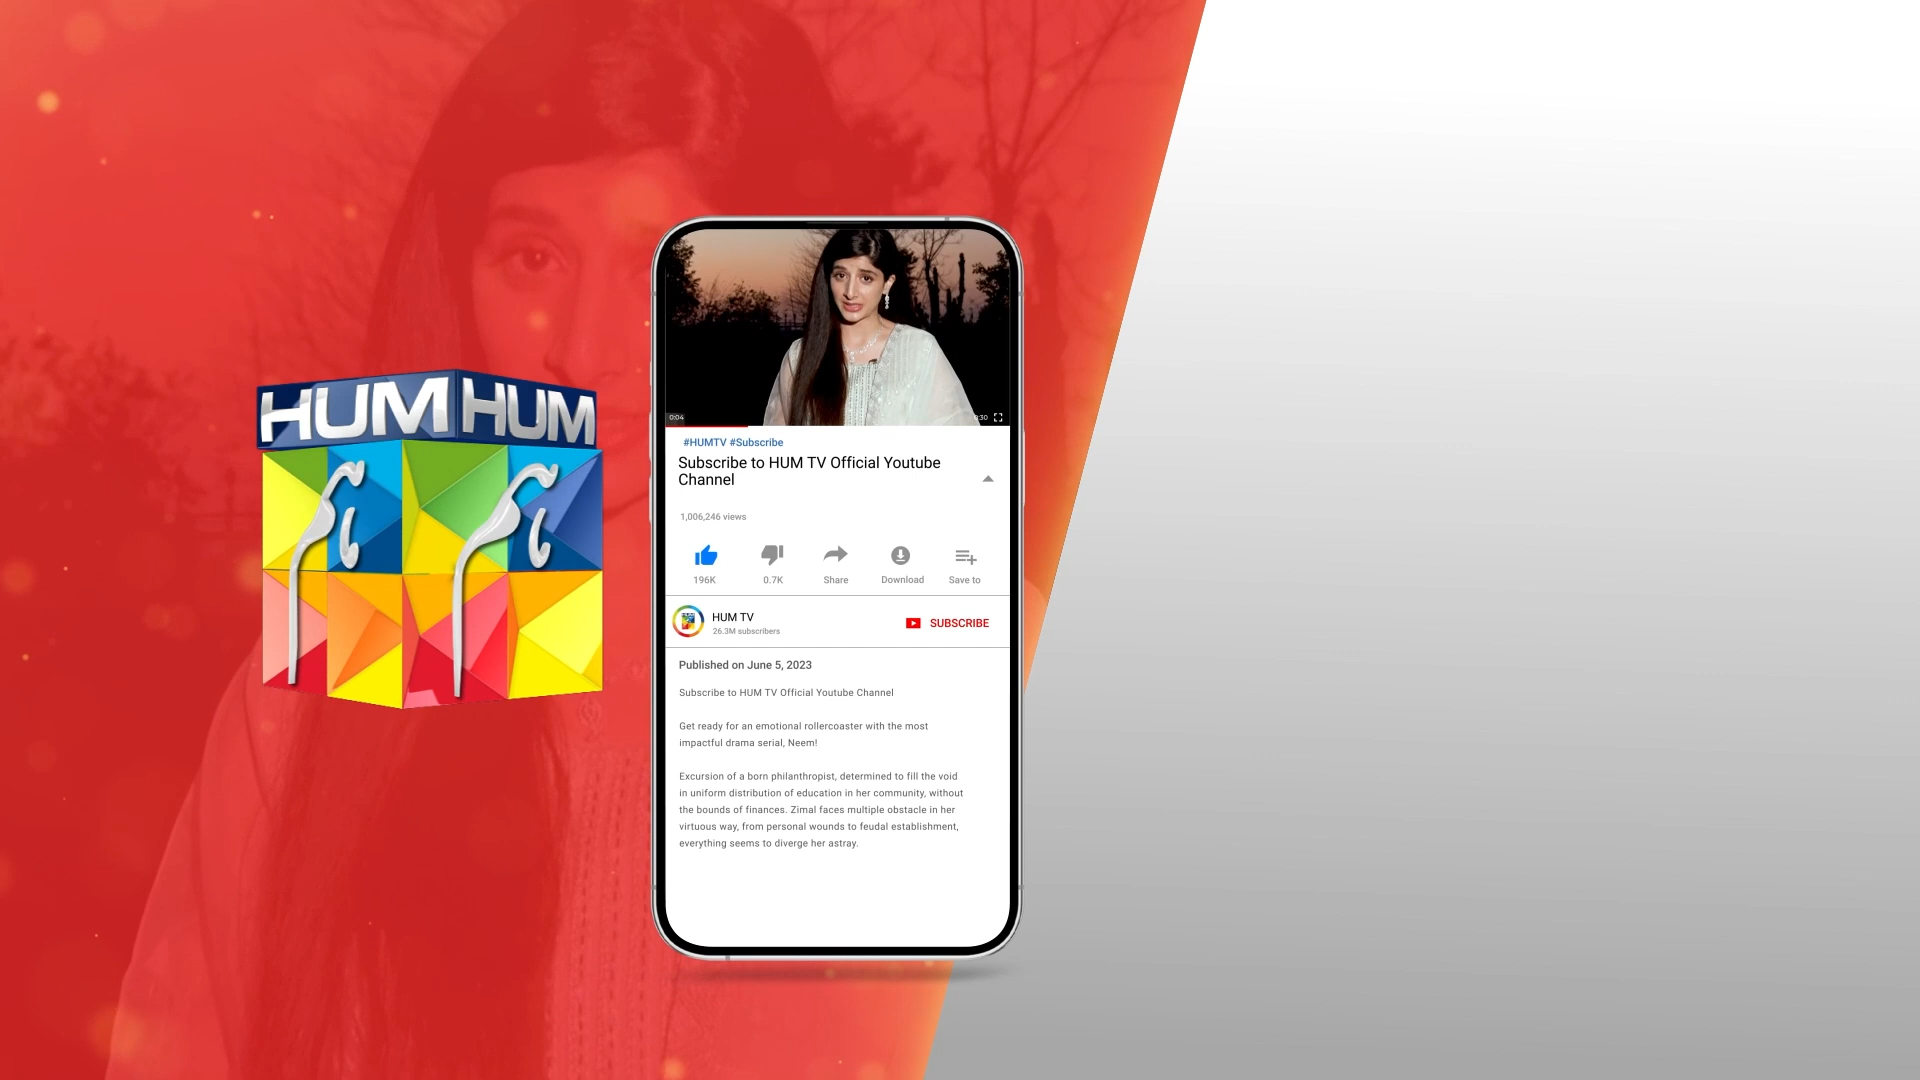 HUM HUM
ہم ہم
0:04
0:30
#HUMTV #Subscribe
Subscribe to HUM TV Official Youtube
Channel
1,006,246 views
196K 0.7K Share Download Save to
HUM TV
26.3M subscribers
SUBSCRIBE
Published on June 5, 2023
Subscribe to HUM TV Official Youtube Channel
Get ready for an emotional rollercoaster with the most
impactful drama serial, Neem!
Excursion of a born philanthropist, determined to fill the void
in uniform distribution of education in her community, without
the bounds of finances. Zimal faces multiple obstacle in her
virtuous way, from personal wounds to feudal establishment,
everything seems to diverge her astray.